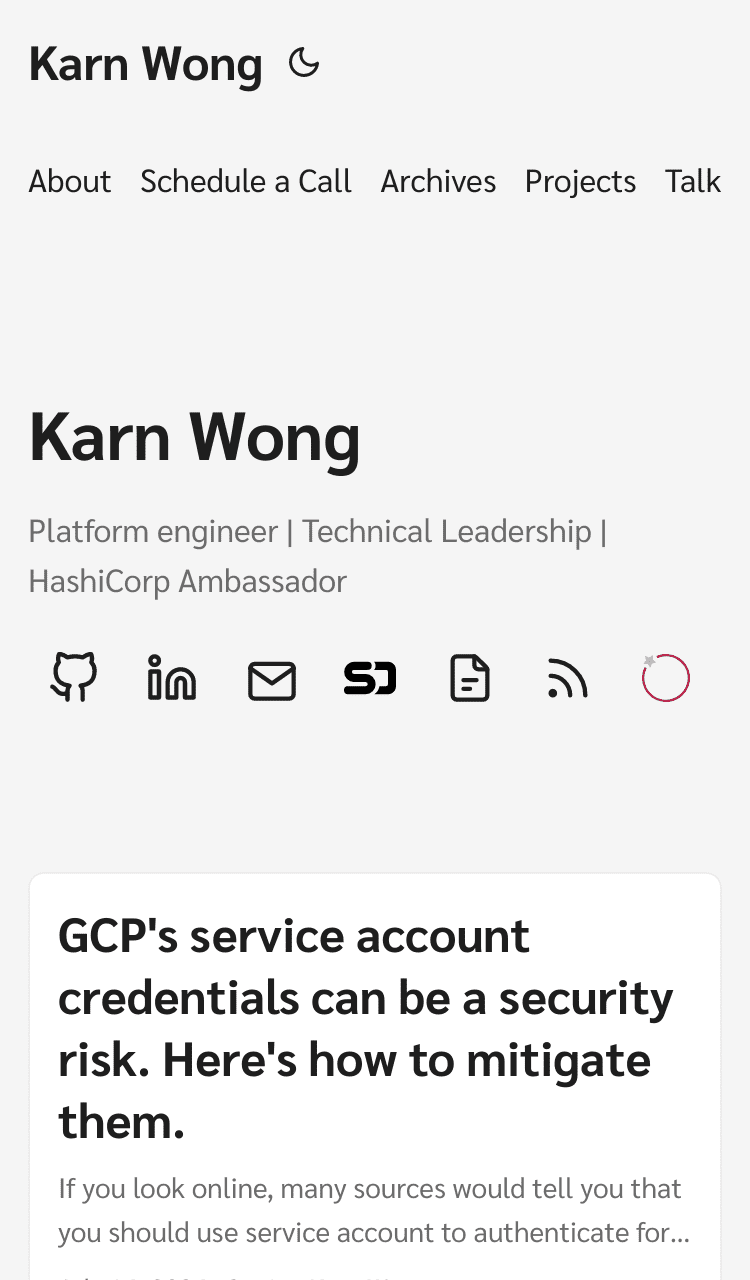 Karn Wong
About Schedule a Call Archives Projects Talk
Karn Wong
Platform engineer | Technical Leadership |
HashiCorp Ambassador
GCP's service account
credentials can be a security
risk. Here's how to mitigate
them.
If you look online, many sources would tell you that
you should use service account to authenticate for...